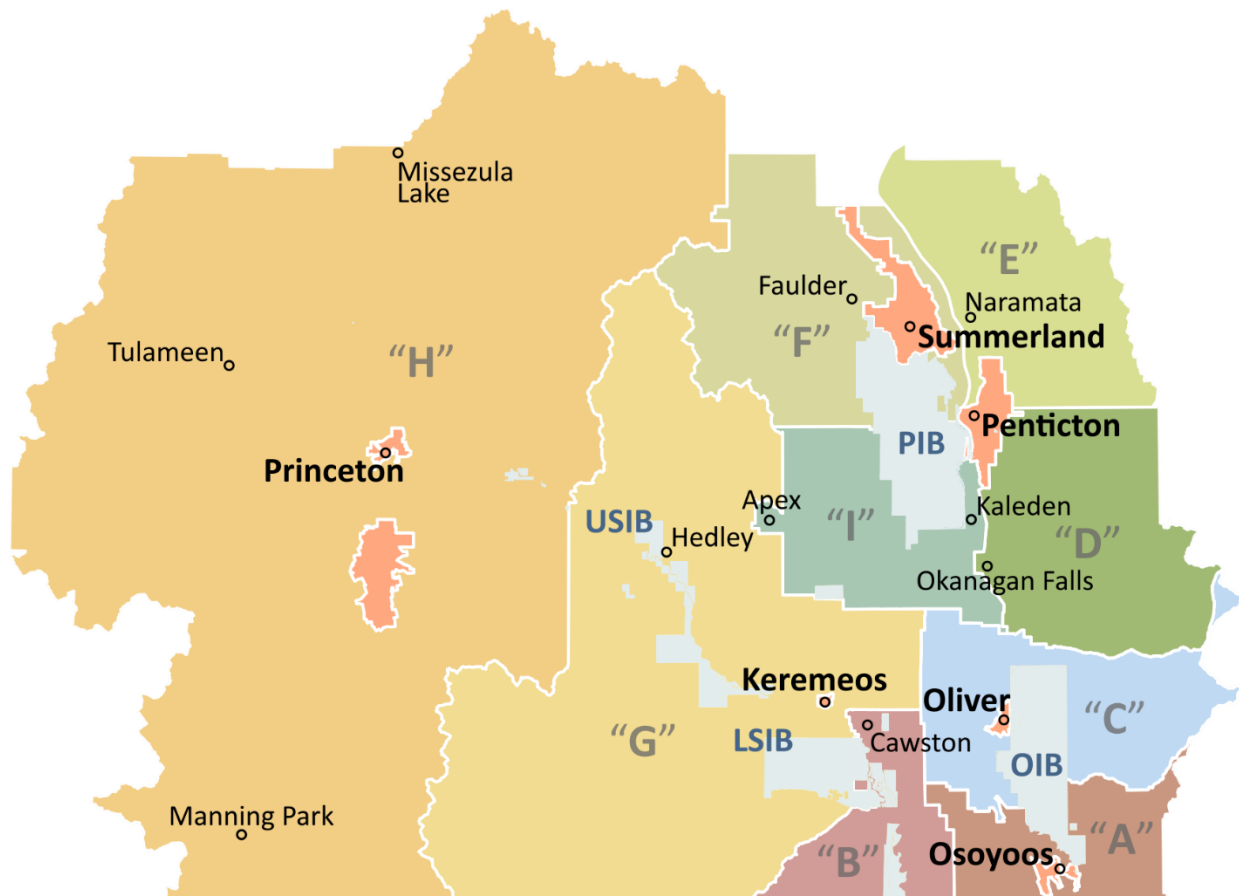 Missezula
Lake
“E”
Faulder
Naramata
“F”
Summerland
Tulameen
“H”
Penticton
PIB
Princeton
Apex
“I”
Kaleden
USIB
Hedley
“D”
Okanagan Falls
Keremeos
Oliver
“C”
“G”
LSIB
Cawston
OIB
Manning Park
“A”
“B”
Osoyoos